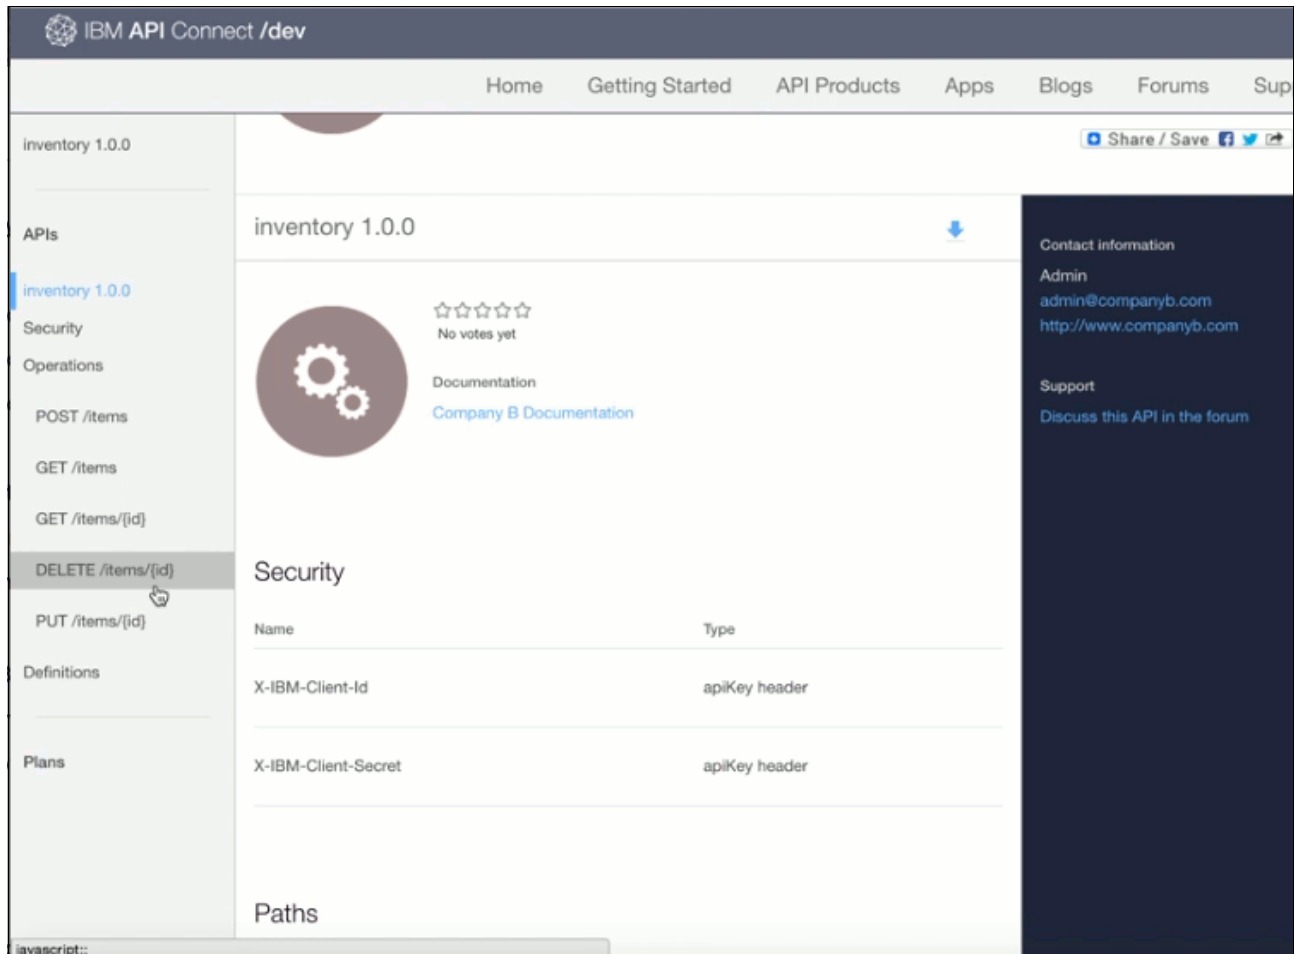 IBM API Connect /dev
Home Getting Started API Products Apps Blogs Forums Sup
inventory 1.0.0
APIs
inventory 1.0.0
Security
Operations
POST /items
GET /items
GET /items/{id}
DELETE /items/{id}
PUT /items/{id}
Definitions
Plans
Share / Save
inventory 1.0.0
No votes yet
Documentation
Company B Documentation
Security
Name Type
X-IBM-Client-Id apiKey header
X-IBM-Client-Secret apiKey header
Paths
Contact information
Admin
admin@companyb.com
http://www.companyb.com
Support
Discuss this API in the forum
javascript:;